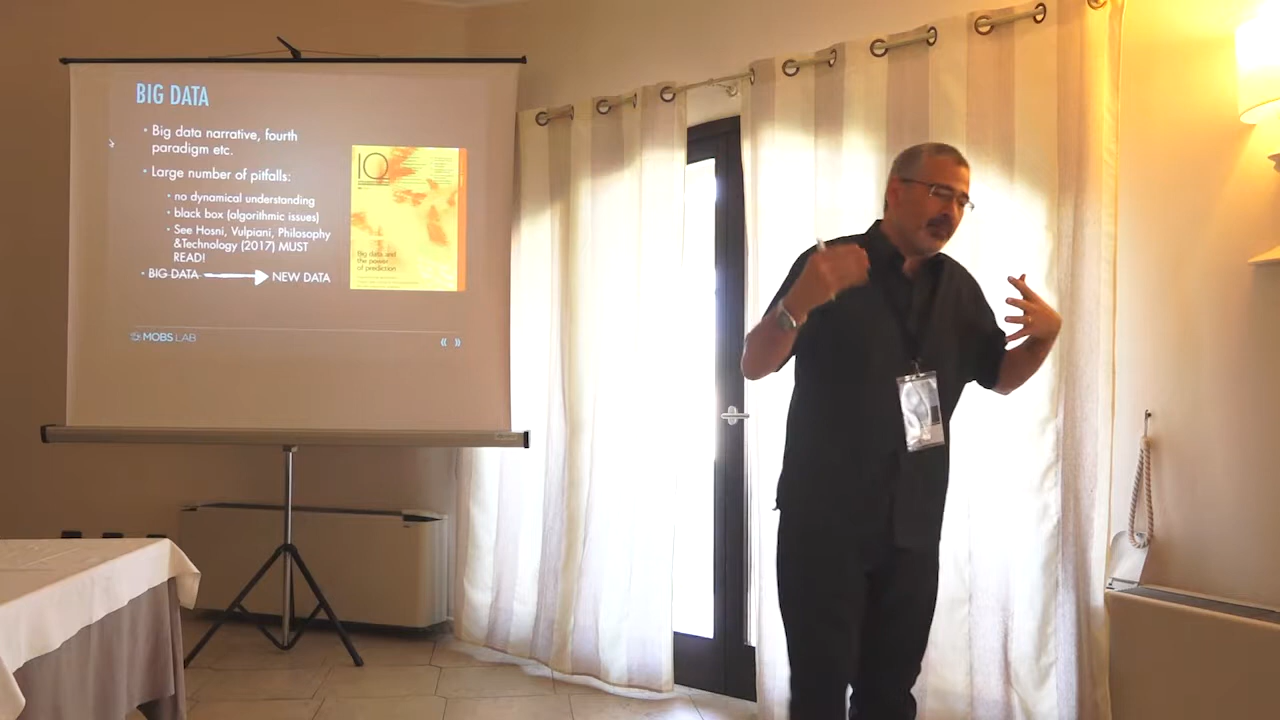 BIG DATA
• Big data narrative, fourth
paradigm etc.
• Large number of pitfalls:
• no dynamical understanding
• black box (algorithmic issues)
• See Hosni, Vulpiani, Philosophy
&Technology (2017) MUST
READ!
• BIG DATA
NEW DATA
IQ
Big data and
the power
of prediction
MOBS LAB